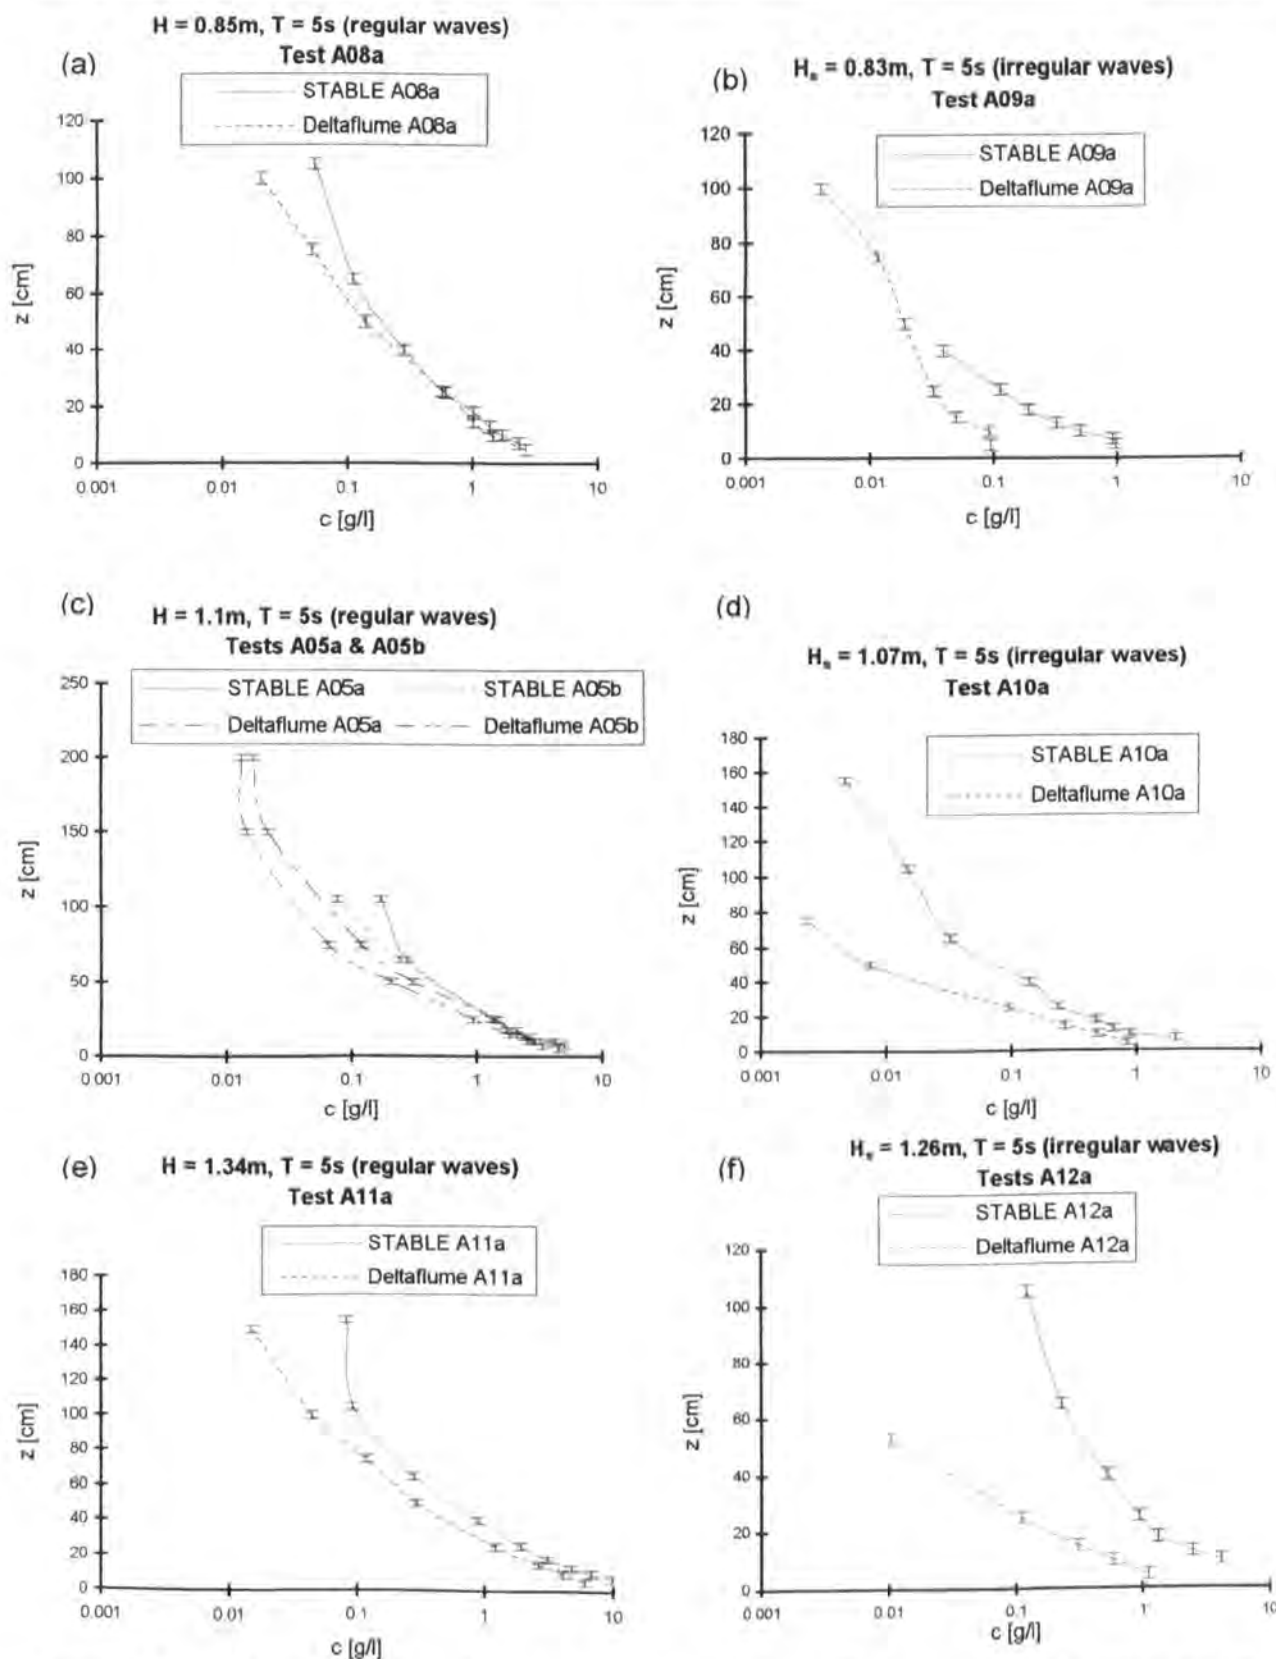 (a)
H = 0.85m, T = 5s (regular waves)
Test A08a
STABLE A08a
Deltaflume A08a
120
100
80
60
40
20
0
z [cm]
0.001
0.01
0.1
1
10
c [g/l]
(b)
Hs = 0.83m, T = 5s (irregular waves)
Test A09a
STABLE A09a
Deltaflume A09a
120
100
80
60
40
20
0
z [cm]
0.001
0.01
0.1
1
10
c [g/l]
(c)
H = 1.1m, T = 5s (regular waves)
Tests A05a & A05b
STABLE A05a STABLE A05b
Deltaflume A05a Deltaflume A05b
250
200
150
100
50
0
z [cm]
0.001
0.01
0.1
1
10
c [g/l]
(d)
Hs = 1.07m, T = 5s (irregular waves)
Test A10a
STABLE A10a
Deltaflume A10a
180
160
140
120
100
80
60
40
20
0
z [cm]
0.001
0.01
0.1
1
10
c [g/l]
(e)
H = 1.34m, T = 5s (regular waves)
Test A11a
STABLE A11a
Deltaflume A11a
180
160
140
120
100
80
60
40
20
0
z [cm]
0.001
0.01
0.1
1
10
c [g/l]
(f)
Hs = 1.26m, T = 5s (irregular waves)
Tests A12a
STABLE A12a
Deltaflume A12a
120
100
80
60
40
20
0
z [cm]
0.001
0.01
0.1
1
10
c [g/l]